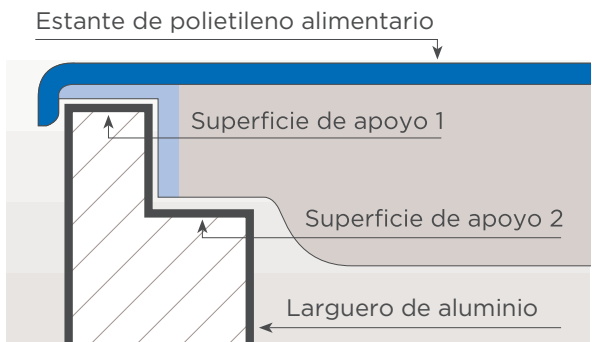 Estante de polietileno alimentario
Superficie de apoyo 1
Superficie de apoyo 2
Larguero de aluminio